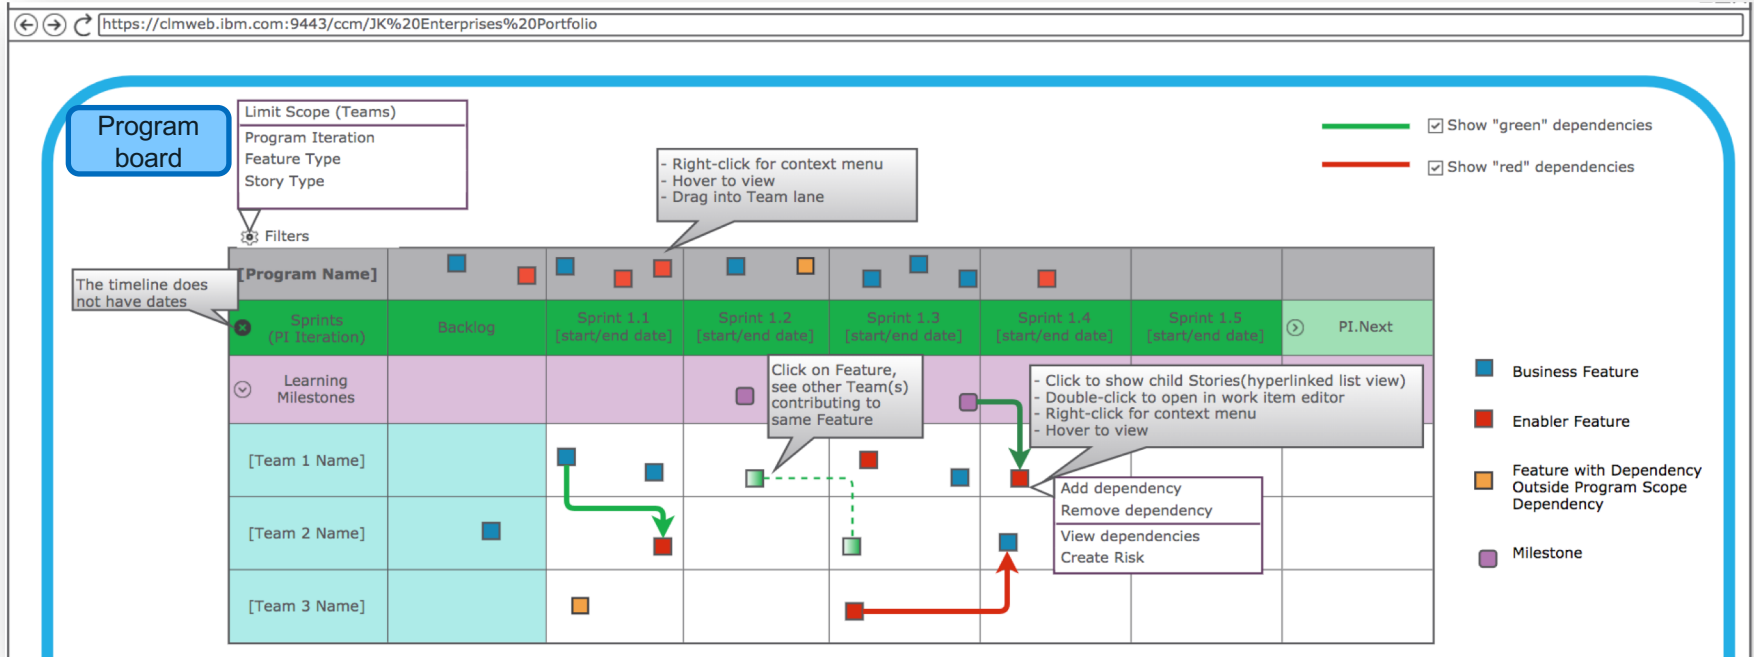 https://clmweb.ibm.com:9443/ccm/JK%20Enterprises%20Portfolio
Program
board
Limit Scope (Teams)
Program Iteration
Feature Type
Story Type
Filters
- Right-click for context menu
- Hover to view
- Drag into Team lane
Show "green" dependencies
Show "red" dependencies
The timeline does
not have dates
[Program Name]
Sprints
(PI Iteration)
Backlog
Sprint 1.1
[start/end date]
Sprint 1.2
[start/end date]
Sprint 1.3
[start/end date]
Sprint 1.4
[start/end date]
Sprint 1.5
[start/end date]
PI.Next
Learning
Milestones
Click on Feature,
see other Team(s)
contributing to
same Feature
- Click to show child Stories(hyperlinked list view)
- Double-click to open in work item editor
- Right-click for context menu
- Hover to view
[Team 1 Name]
Add dependency
Remove dependency
View dependencies
Create Risk
[Team 2 Name]
[Team 3 Name]
Business Feature
Enabler Feature
Feature with Dependency
Outside Program Scope
Dependency
Milestone